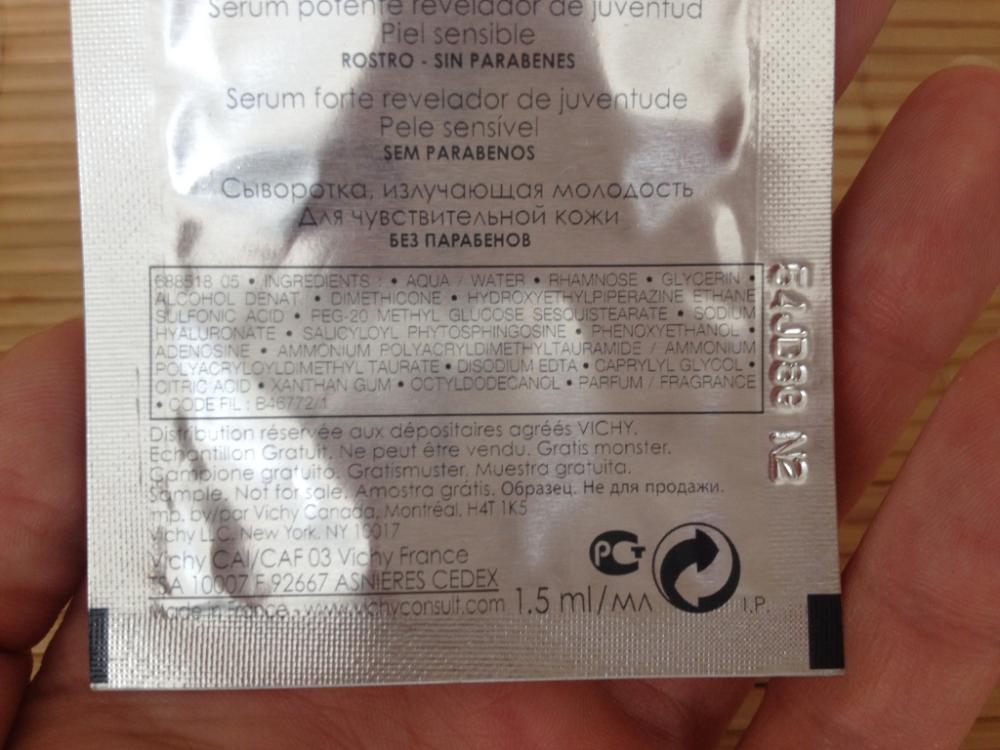 Serum potente revelador de juventud
Piel sensible
ROSTRO - SIN PARABENES
Serum forte revelador de juventude
Pele sensível
SEM PARABENOS
Сыворотка, излучающая молодость
Для чувствительной кожи
БЕЗ ПАРАБЕНОВ
688518 05 • INGREDIENTS : • AQUA / WATER • RHAMNOSE • GLYCERIN •
ALCOHOL DENAT. • DIMETHICONE • HYDROXYETHYLPIPERAZINE ETHANE
SULFONIC ACID • PEG-20 METHYL GLUCOSE SESQUISTEARATE • SODIUM
HYALURONATE • SALICYLOYL PHYTOSPHINGOSINE • PHENOXYETHANOL •
ADENOSINE • AMMONIUM POLYACRYLDIMETHYLTAURAMIDE / AMMONIUM
POLYACRYLOYLDIMETHYL TAURATE • DISODIUM EDTA • CAPRYLYL GLYCOL •
CITRIC ACID • XANTHAN GUM • OCTYLDODECANOL • PARFUM / FRAGRANCE
• CODE FIL : B46772/1
Distribution réservée aux dépositaires agréés VICHY.
Echantillon Gratuit. Ne peut être vendu. Gratis monster.
Campione gratuito. Gratismuster. Muestra gratuita.
Sample. Not for sale. Amostra grátis. Образец. Не для продажи.
mp. by/par Vichy Canada, Montréal, H4T 1K5
Vichy LLC, New York, NY 10017
Vichy CAI/CAF 03 Vichy France
TSA 10007 F 92667 ASNIERES CEDEX
Made in France - www.vichyconsult.com 1.5 ml/мл
РСТ
I.P.
N2